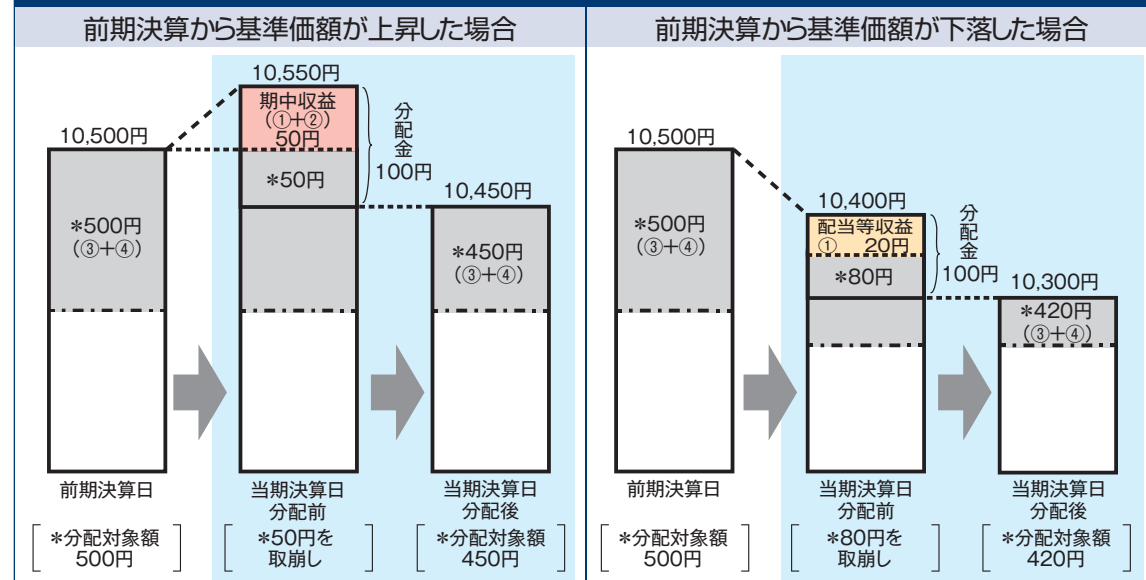 前期決算から基準価額が上昇した場合
10,550円
期中収益
(①+②)
50円
分配金
100円
10,500円
*50円
10,450円
*500円
(③+④)
*450円
(③+④)
前期決算日
当期決算日
分配前
当期決算日
分配後
*分配対象額
500円
*50円を
取崩し
*分配対象額
450円
前期決算から基準価額が下落した場合
10,500円
10,400円
配当等収益
① 20円
分配金
100円
*500円
(③+④)
*80円
10,300円
*420円
(③+④)
前期決算日
当期決算日
分配前
当期決算日
分配後
*分配対象額
500円
*80円を
取崩し
*分配対象額
420円